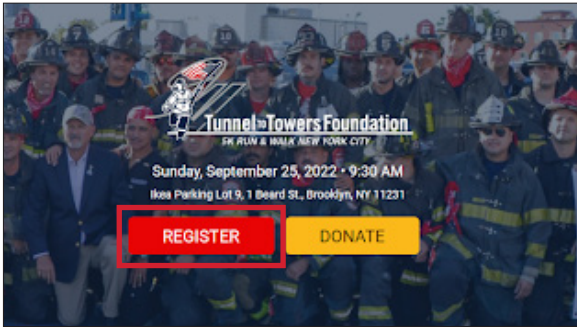 Tunnel to Towers Foundation
5K RUN & WALK NEW YORK CITY
Sunday, September 25, 2022 • 9:30 AM
Ikea Parking Lot 9, 1 Beard St., Brooklyn, NY 11231
REGISTER DONATE